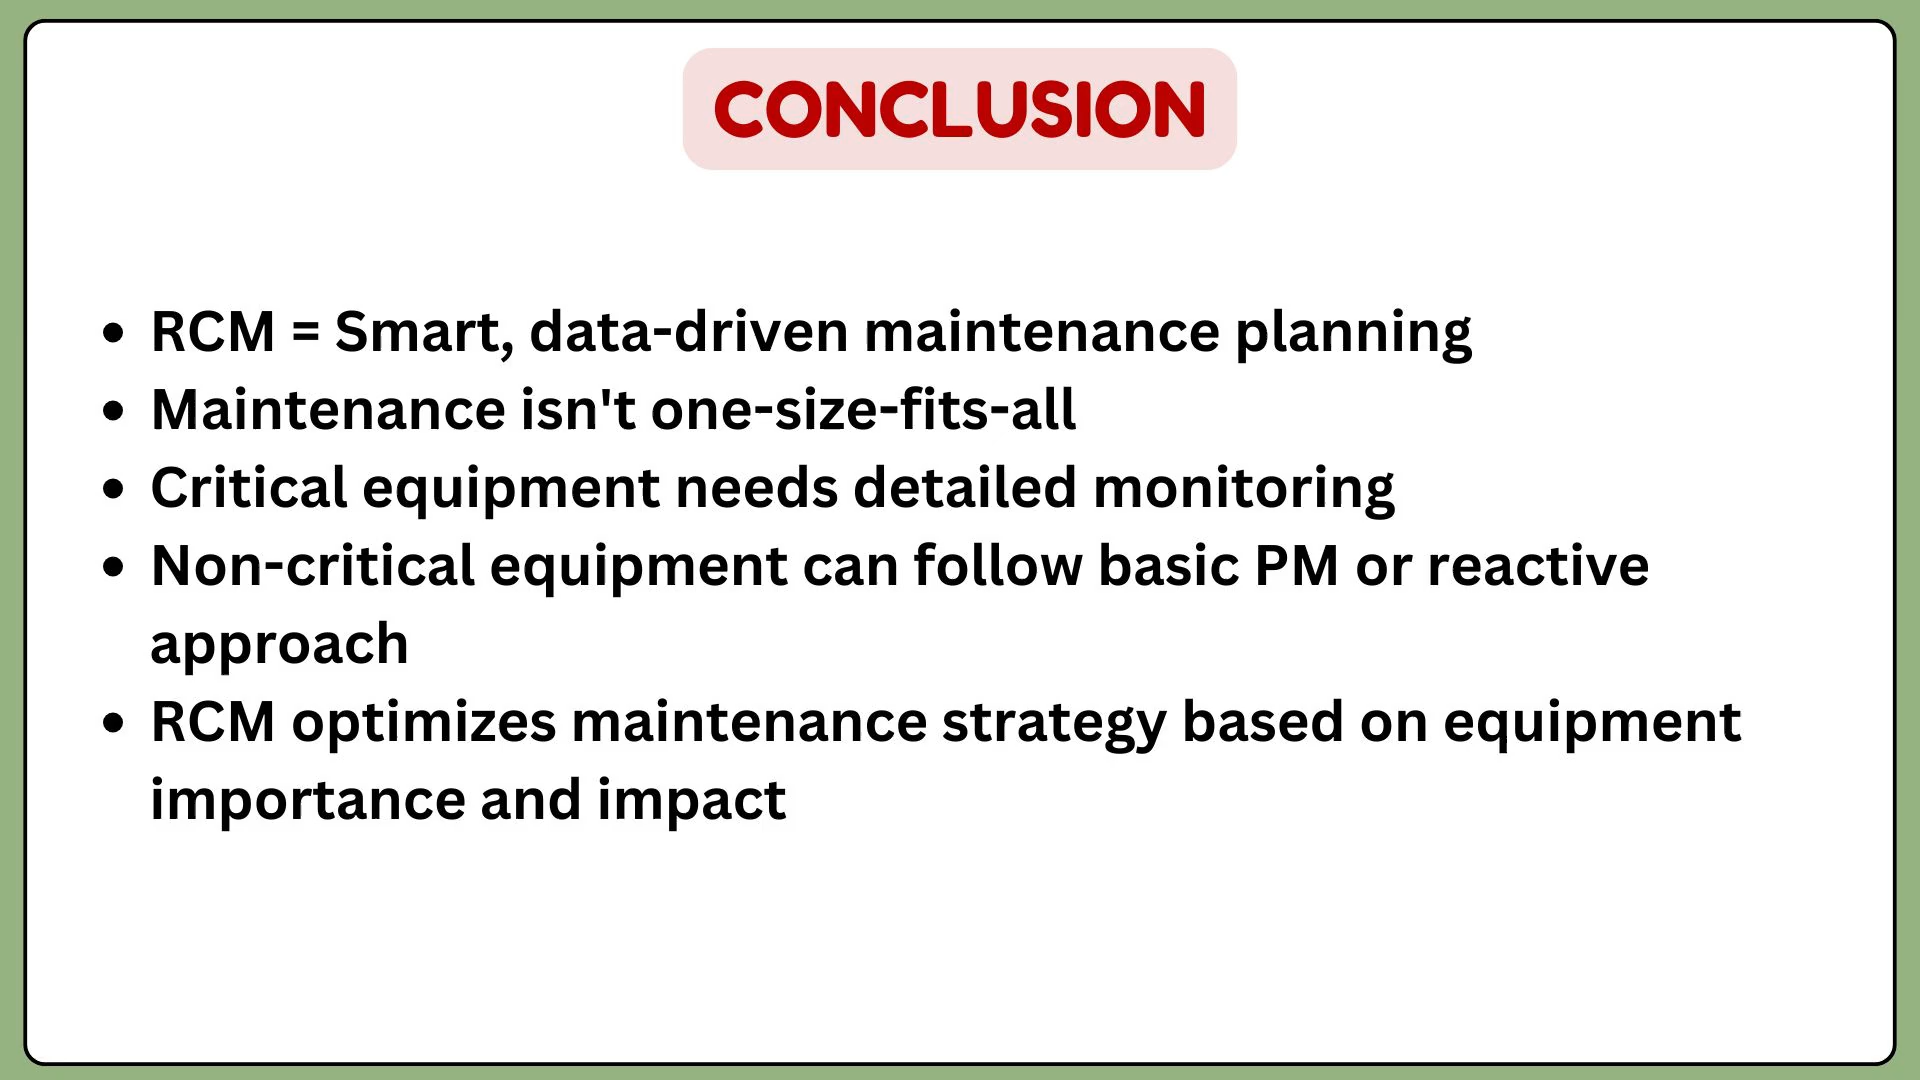 CONCLUSION
• RCM = Smart, data-driven maintenance planning
• Maintenance isn't one-size-fits-all
• Critical equipment needs detailed monitoring
• Non-critical equipment can follow basic PM or reactive
approach
• RCM optimizes maintenance strategy based on equipment
importance and impact